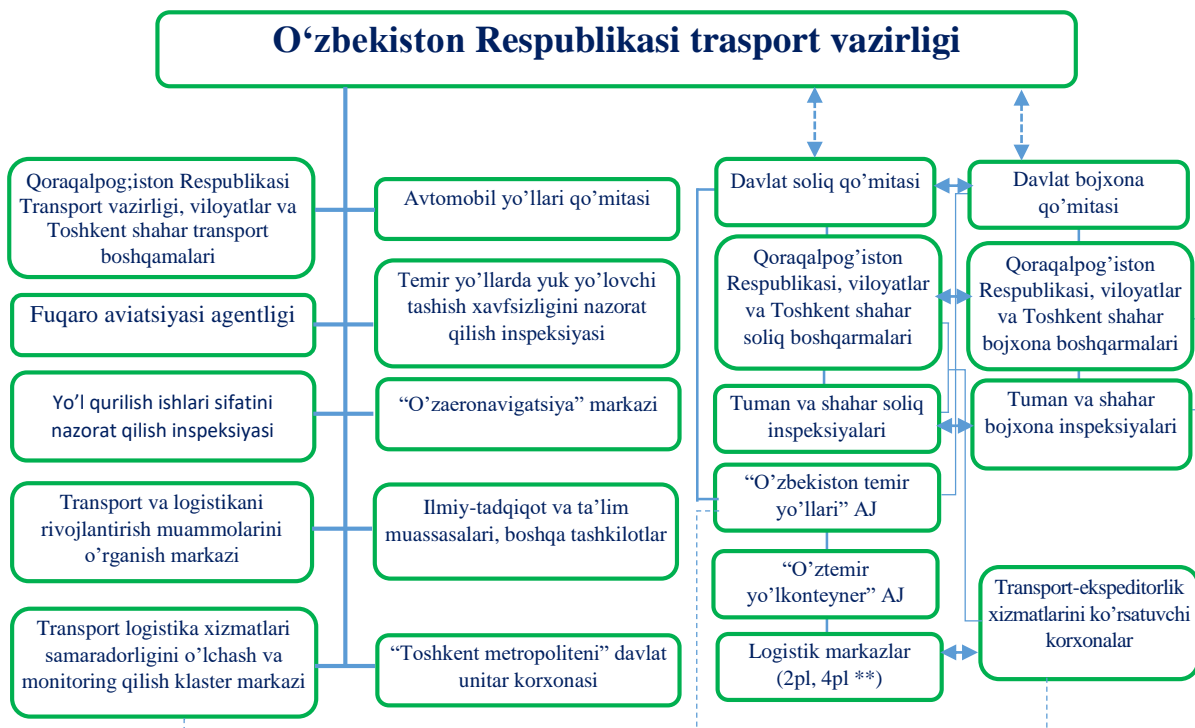 O‘zbekiston Respublikasi trasport vazirligi
Qoraqalpog;iston Respublikasi
Transport vazirligi, viloyatlar va
Toshkent shahar transport
boshqamalari
Avtomobil yo’llari qo’mitasi
Fuqaro aviatsiyasi agentligi
Temir yo’llarda yuk yo’lovchi
tashish xavfsizligini nazorat
qilish inspeksiyasi
Yo’l qurilish ishlari sifatini
nazorat qilish inspeksiyasi
“O’zaeronavigatsiya” markazi
Transport va logistikani
rivojlantirish muammolarini
o’rganish markazi
Ilmiy-tadqiqot va ta’lim
muassasalari, boshqa tashkilotlar
Transport logistika xizmatlari
samaradorligini o’lchash va
monitoring qilish klaster markazi
“Toshkent metropoliteni” davlat
unitar korxonasi
Davlat soliq qo’mitasi
Davlat bojxona
qo’mitasi
Qoraqalpog’iston
Respublikasi, viloyatlar
va Toshkent shahar
soliq boshqarmalari
Qoraqalpog’iston
Respublikasi, viloyatlar
va Toshkent shahar
bojxona boshqarmalari
Tuman va shahar soliq
inspeksiyalari
Tuman va shahar
bojxona inspeksiyalari
“O’zbekiston temir
yo’llari” AJ
“O’ztemir
yo’lkonteyner” AJ
Logistik markazlar
(2pl, 4pl **)
Transport-ekspeditorlik
xizmatlarini ko’rsatuvchi
korxonalar